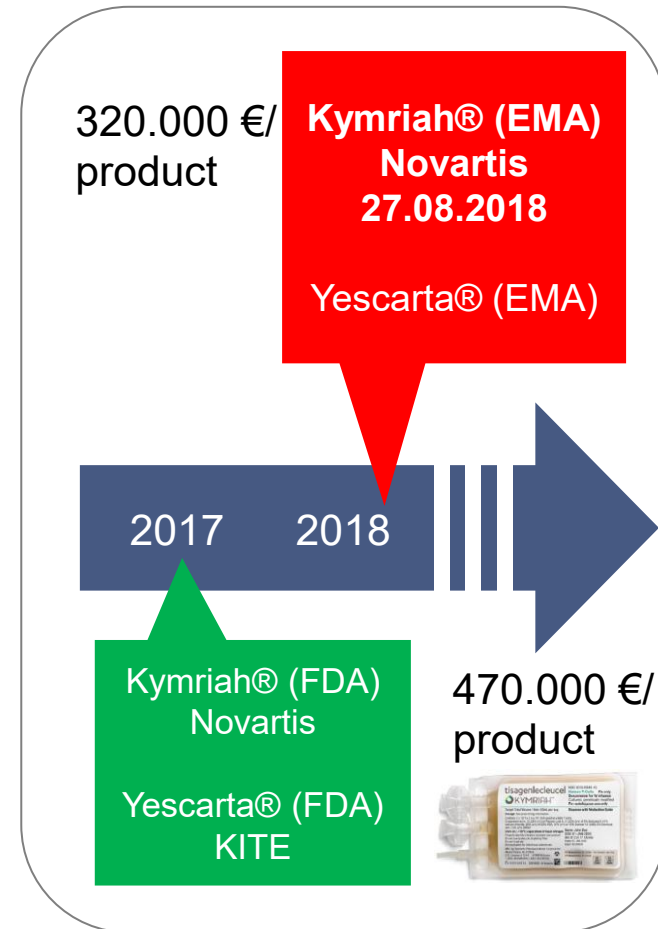 320.000 €/
product
Kymriah® (EMA)
Novartis
27.08.2018
Yescarta® (EMA)
2017
2018
Kymriah® (FDA)
Novartis
Yescarta® (FDA)
KITE
470.000 €/
product
tisagenlecleucel
KYMRIAH